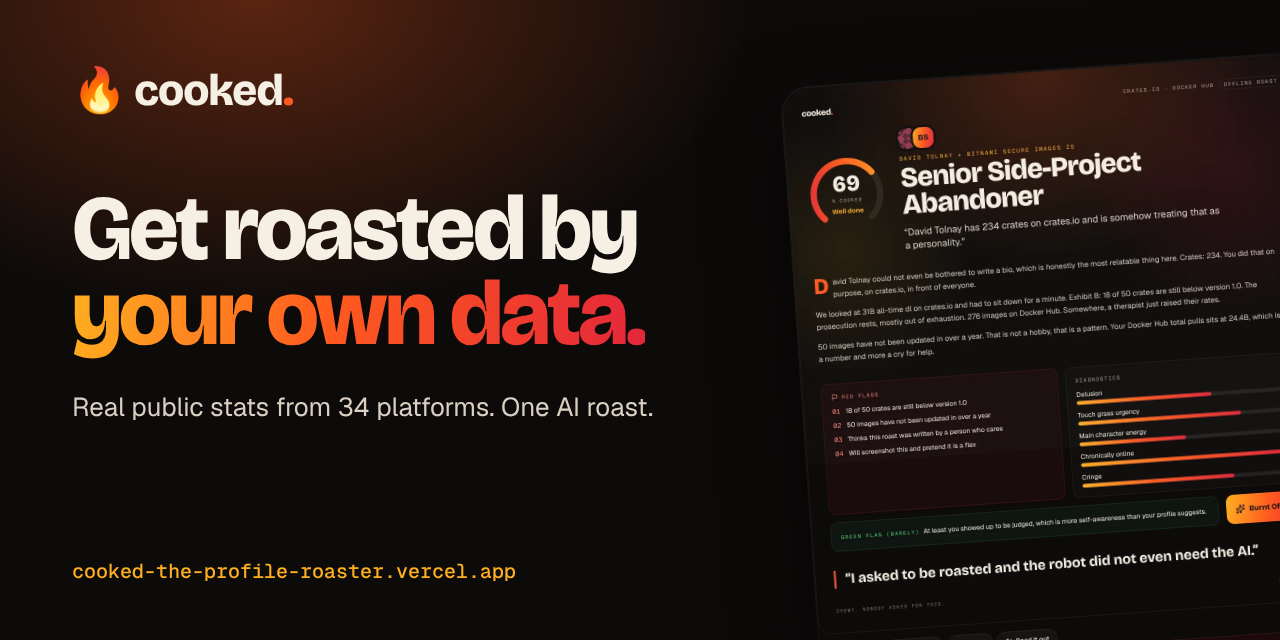 cooked.
Get roasted by
your own data.
Real public stats from 34 platforms. One AI roast.
cooked-the-profile-roaster.vercel.app
cooked.
CRATES.IO · DOCKER HUB
OFFLINE ROAST
BS
DAVID TOLNAY + BITNAMI SECURE IMAGES IS
69
% COOKED
Well done
Senior Side-Project
Abandoner
“David Tolnay has 234 crates on crates.io and is somehow treating that as
a personality.”
David Tolnay could not even be bothered to write a bio, which is honestly the most relatable thing here. Crates: 234. You did that on
purpose, on crates.io, in front of everyone.
We looked at 31B all-time dl on crates.io and had to sit down for a minute. Exhibit B: 18 of 50 crates are still below version 1.0. The
prosecution rests, mostly out of exhaustion. 276 images on Docker Hub. Somewhere, a therapist just raised their rates.
50 images have not been updated in over a year. That is not a hobby, that is a pattern. Your Docker Hub total pulls sits at 24.4B, which is
a number and more a cry for help.
RED FLAGS
01 18 of 50 crates are still below version 1.0
02 50 images have not been updated in over a year
03 Thinks this roast was written by a person who cares
04 Will screenshot this and pretend it is a flex
DIAGNOSTICS
Delusion
Touch grass urgency
Main character energy
Chronically online
Cringe
GREEN FLAG (BARELY) At least you showed up to be judged, which is more self-awareness than your profile suggests.
Burnt
“I asked to be roasted and the robot did not even need the AI.”
CHEWY. NOBODY ASKED FOR THIS.